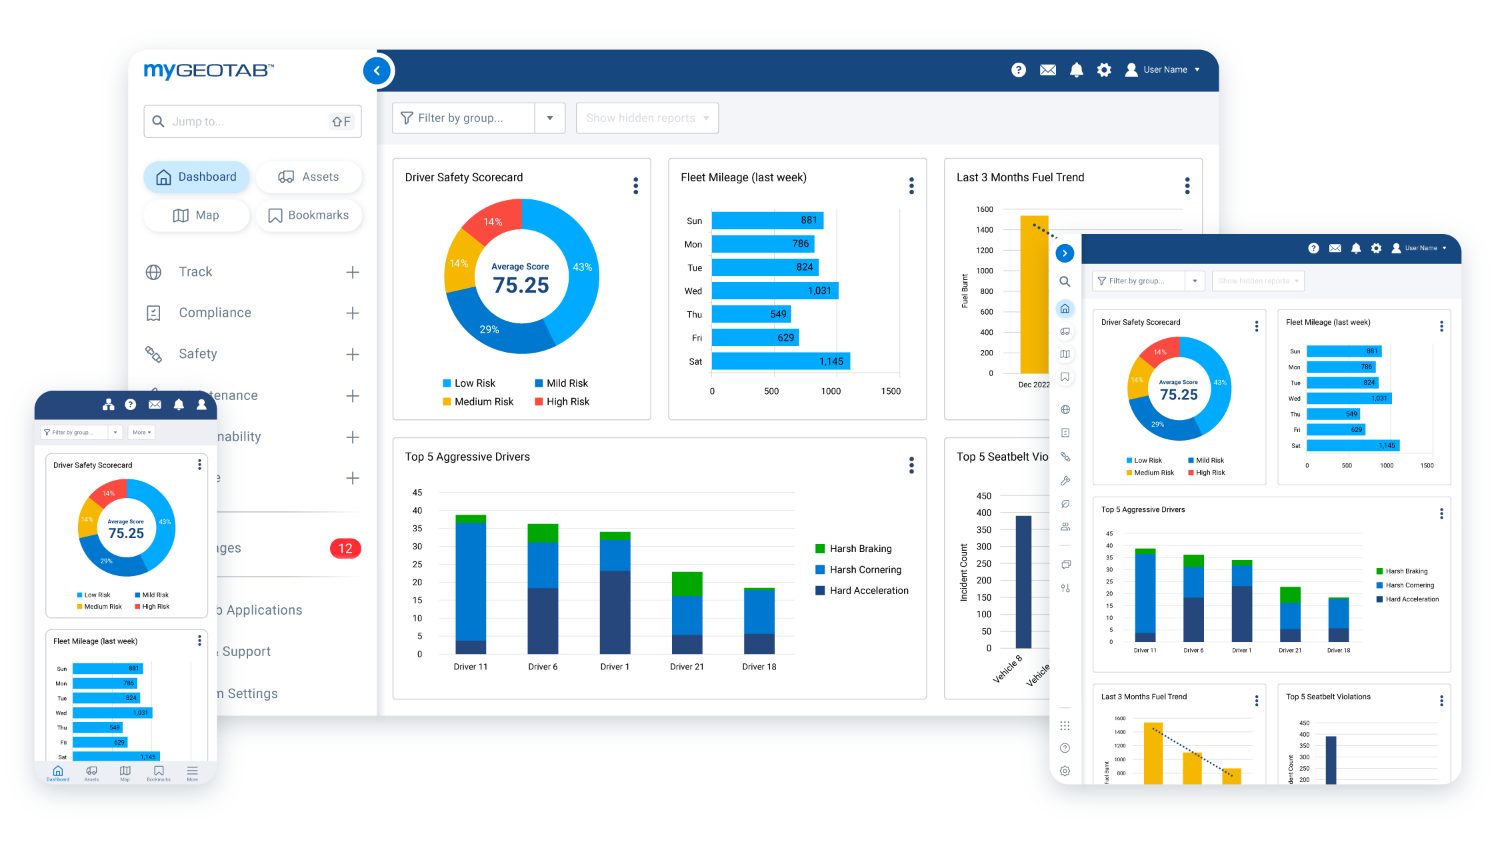 myGEOTAB™
User Name
Jump to...
F
Filter by group...
Show hidden reports
Dashboard
Assets
Map
Bookmarks
Track
Compliance
Safety
tenance
nability
e
ges
12
Applications
& Support
Settings
Driver Safety Scorecard
14%
14%
43%
29%
Average Score
75.25
Low Risk
Mild Risk
Medium Risk
High Risk
Fleet Mileage (last week)
Sun 881
Mon 786
Tue 824
Wed 1,031
Thu 549
Fri 629
Sat 1,145
0 500 1000 1500
Last 3 Months Fuel Trend
Fuel Burnt
1600
1400
1200
1000
800
600
400
200
0
Dec 2022
Top 5 Aggressive Drivers
45
40
35
30
25
20
15
10
5
0
Driver 11 Driver 6 Driver 1 Driver 21 Driver 18
Harsh Braking
Harsh Cornering
Hard Acceleration
Top 5 Seatbelt Vio
Incident Count
450
400
350
300
250
200
150
100
50
0
Vehicle 8
Vehicle
Filter by group...
More
Driver Safety Scorecard
14%
14%
43%
29%
Average Score
75.25
Low Risk
Mild Risk
Medium Risk
High Risk
Fleet Mileage (last week)
Sun 881
Mon 786
Tue 824
Wed 1,031
Thu 549
Fri 629
Sat 1,145
Dashboard Assets Map Bookmarks More
User Name
Filter by group...
Show hidden reports
Driver Safety Scorecard
14%
14%
43%
29%
Average Score
75.25
Low Risk
Mild Risk
Medium Risk
High Risk
Fleet Mileage (last week)
Sun 881
Mon 786
Tue 824
Wed 1,031
Thu 549
Fri 629
Sat 1,145
0 500 1000 1500
Top 5 Aggressive Drivers
45
40
35
30
25
20
15
10
5
0
Driver 11 Driver 6 Driver 1 Driver 21 Driver 18
Harsh Braking
Harsh Cornering
Hard Acceleration
Last 3 Months Fuel Trend
Fuel Burnt
1600
1400
1200
1000
800
Top 5 Seatbelt Violations
Incident Count
450
400
350
300
250
200